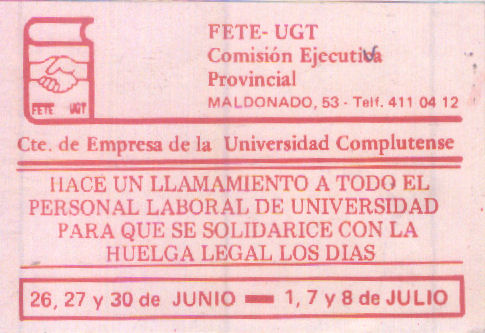 FETE- UGT
Comisión Ejecutiva
Provincial
MALDONADO, 53 - Telf. 411 04 12
FETE UGT
Cte. de Empresa de la Universidad Complutense
HACE UN LLAMAMIENTO A TODO EL
PERSONAL LABORAL DE UNIVERSIDAD
PARA QUE SE SOLIDARICE CON LA
HUELGA LEGAL LOS DIAS
26, 27 y 30 de JUNIO — 1, 7 y 8 de JULIO